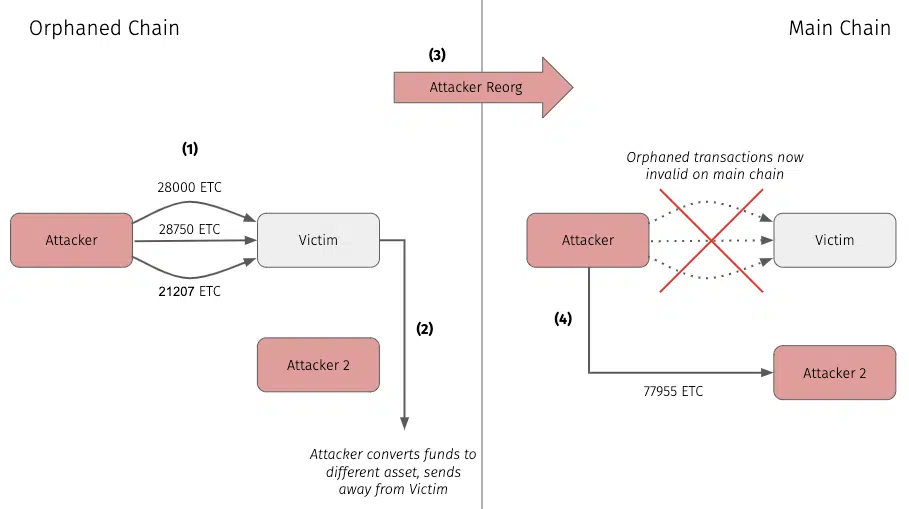 Orphaned Chain
Main Chain
(3)
Attacker Reorg
(1)
28000 ETC
Attacker
28750 ETC
Victim
21207 ETC
(2)
Attacker 2
Attacker converts funds to
different asset, sends
away from Victim
Orphaned transactions now
invalid on main chain
Attacker
Victim
(4)
Attacker 2
77955 ETC